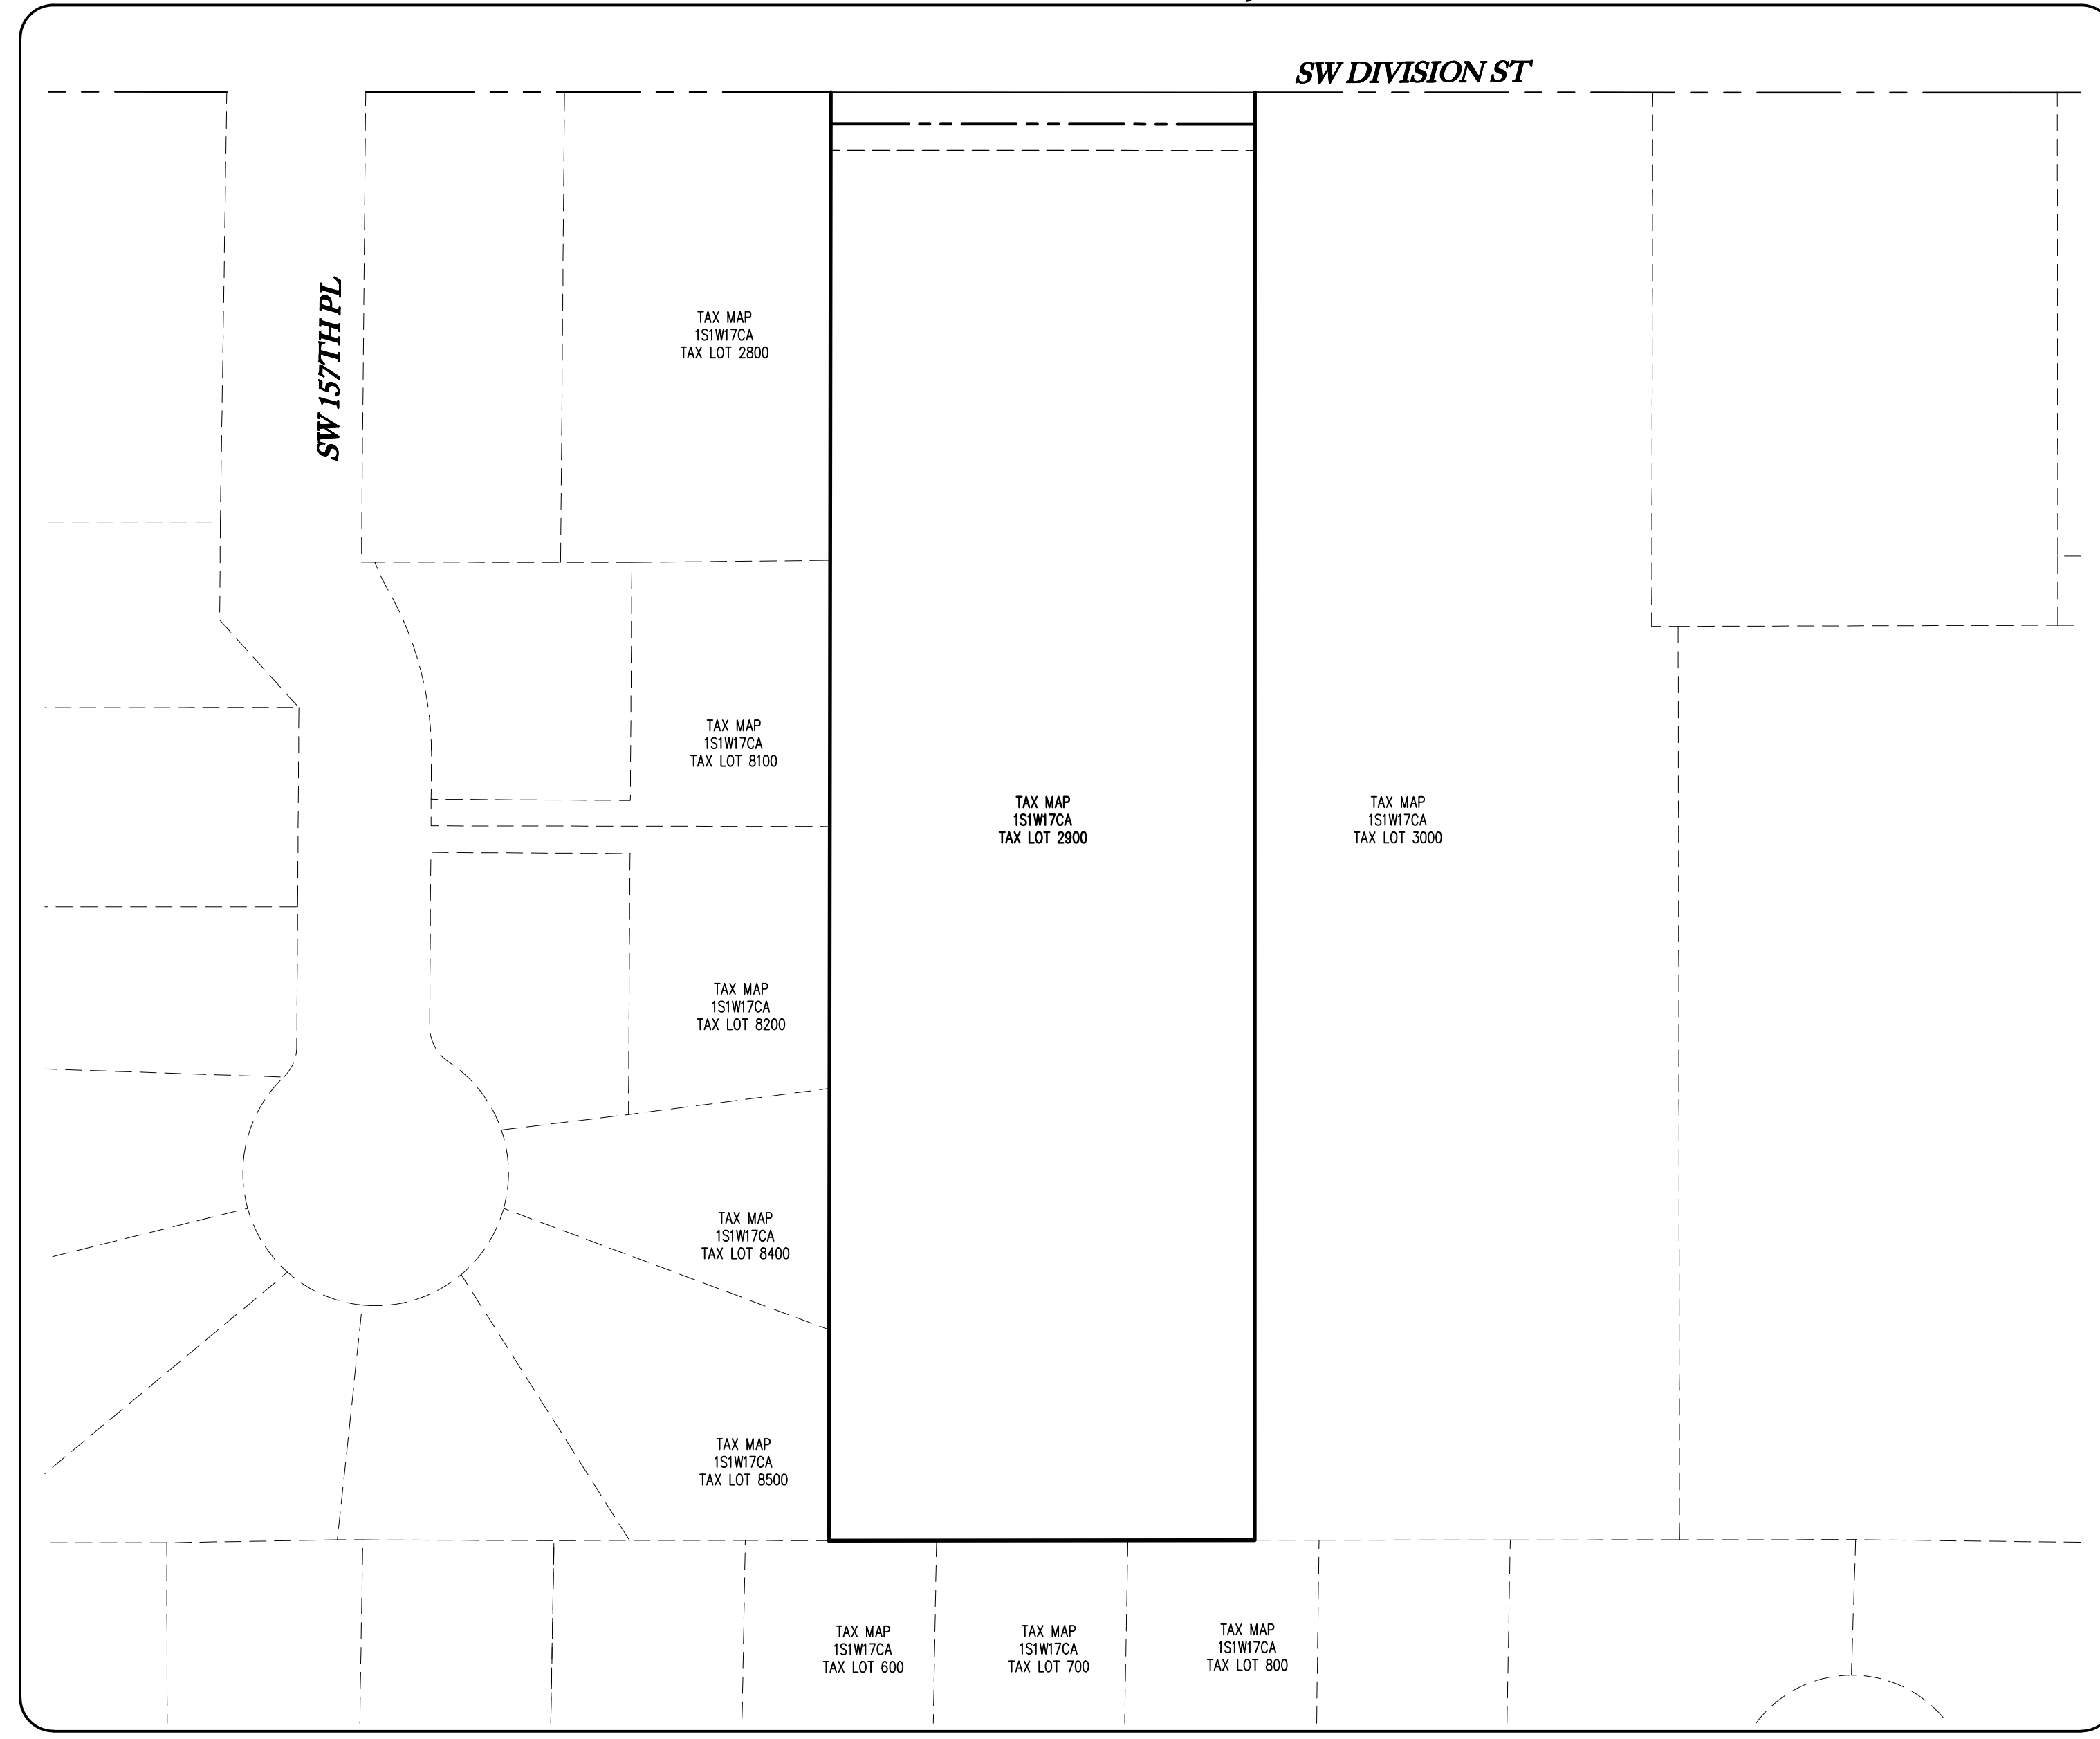 SW DIVISION ST
SW 157TH PL
TAX MAP
1S1W17CA
TAX LOT 2800
TAX MAP
1S1W17CA
TAX LOT 8100
TAX MAP
1S1W17CA
TAX LOT 2900
TAX MAP
1S1W17CA
TAX LOT 3000
TAX MAP
1S1W17CA
TAX LOT 8200
TAX MAP
1S1W17CA
TAX LOT 8400
TAX MAP
1S1W17CA
TAX LOT 8500
TAX MAP
1S1W17CA
TAX LOT 600
TAX MAP
1S1W17CA
TAX LOT 700
TAX MAP
1S1W17CA
TAX LOT 800